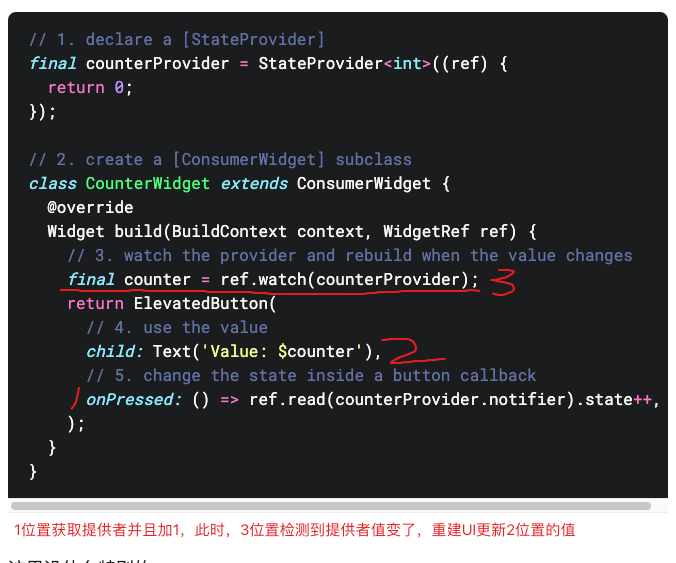 // 1. declare a [StateProvider]
final counterProvider = StateProvider<int>((ref) {
  return 0;
});

// 2. create a [ConsumerWidget] subclass
class CounterWidget extends ConsumerWidget {
  @override
  Widget build(BuildContext context, WidgetRef ref) {
    // 3. watch the provider and rebuild when the value changes
    final counter = ref.watch(counterProvider); 3
    return ElevatedButton(
      // 4. use the value
      child: Text('Value: $counter'), 2
      // 5. change the state inside a button callback
    1 onPressed: () => ref.read(counterProvider.notifier).state++,
    );
  }
}
1位置获取提供者并且加1，此时，3位置检测到提供者值变了，重建UI更新2位置的值